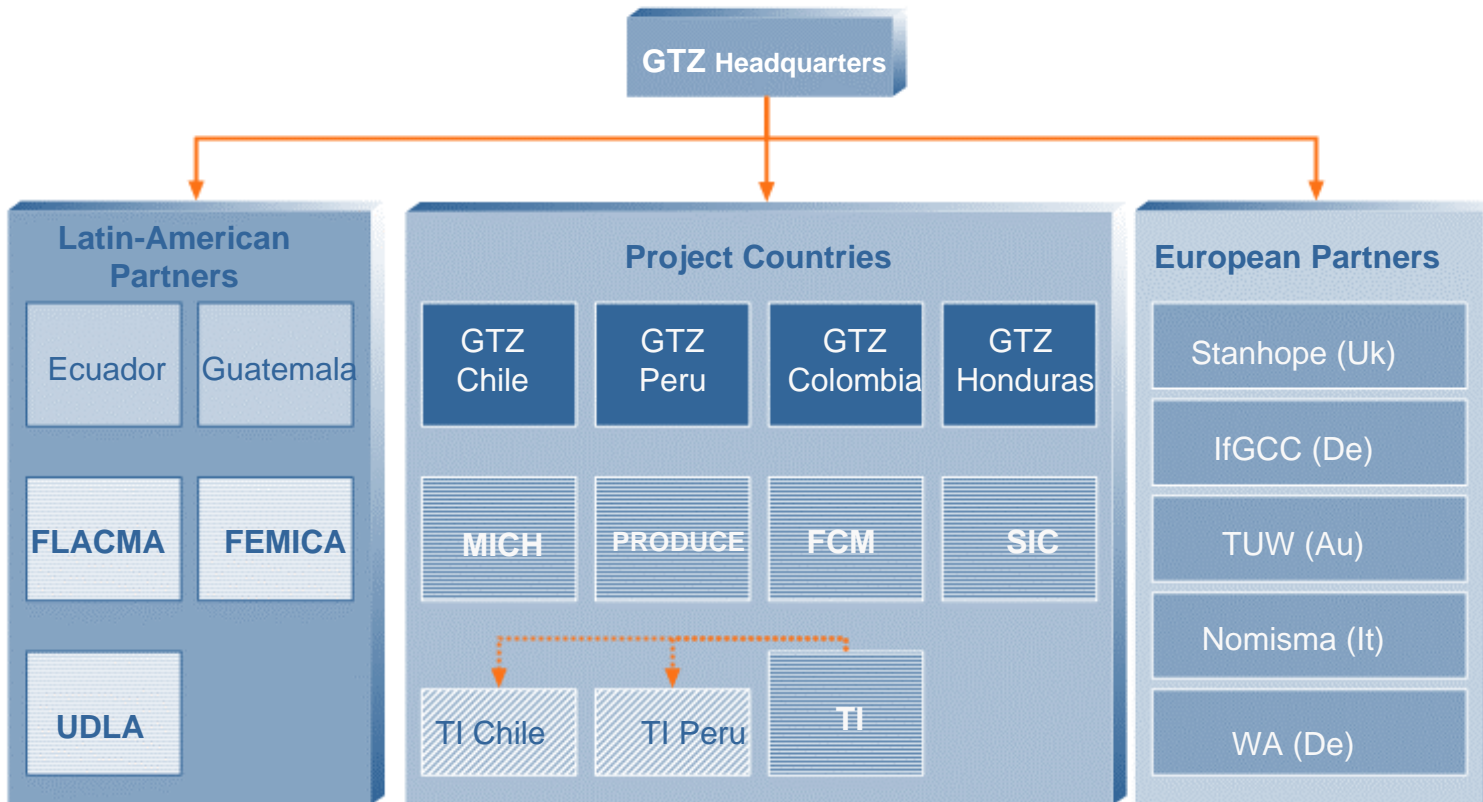 GTZ Headquarters
Latin-American
Partners
Ecuador
Guatemala
FLACMA
FEMICA
UDLA
Project Countries
GTZ
Chile
GTZ
Peru
GTZ
Colombia
GTZ
Honduras
MICH
PRODUCE
FCM
SIC
TI Chile
TI Peru
TI
European Partners
Stanhope (Uk)
IfGCC (De)
TUW (Au)
Nomisma (It)
WA (De)